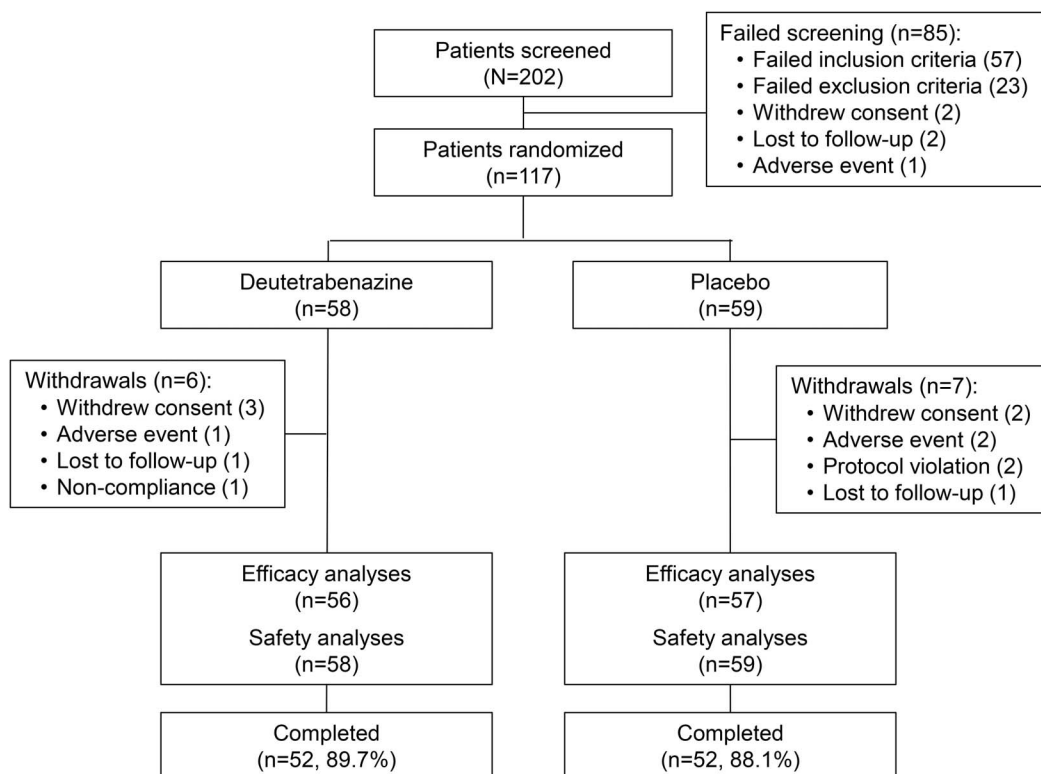 Patients screened
(N=202)
Failed screening (n=85):
• Failed inclusion criteria (57)
• Failed exclusion criteria (23)
• Withdrew consent (2)
• Lost to follow-up (2)
• Adverse event (1)
Patients randomized
(n=117)
Deutetrabenazine
(n=58)
Placebo
(n=59)
Withdrawals (n=6):
• Withdrew consent (3)
• Adverse event (1)
• Lost to follow-up (1)
• Non-compliance (1)
Withdrawals (n=7):
• Withdrew consent (2)
• Adverse event (2)
• Protocol violation (2)
• Lost to follow-up (1)
Efficacy analyses
(n=56)
Safety analyses
(n=58)
Efficacy analyses
(n=57)
Safety analyses
(n=59)
Completed
(n=52, 89.7%)
Completed
(n=52, 88.1%)